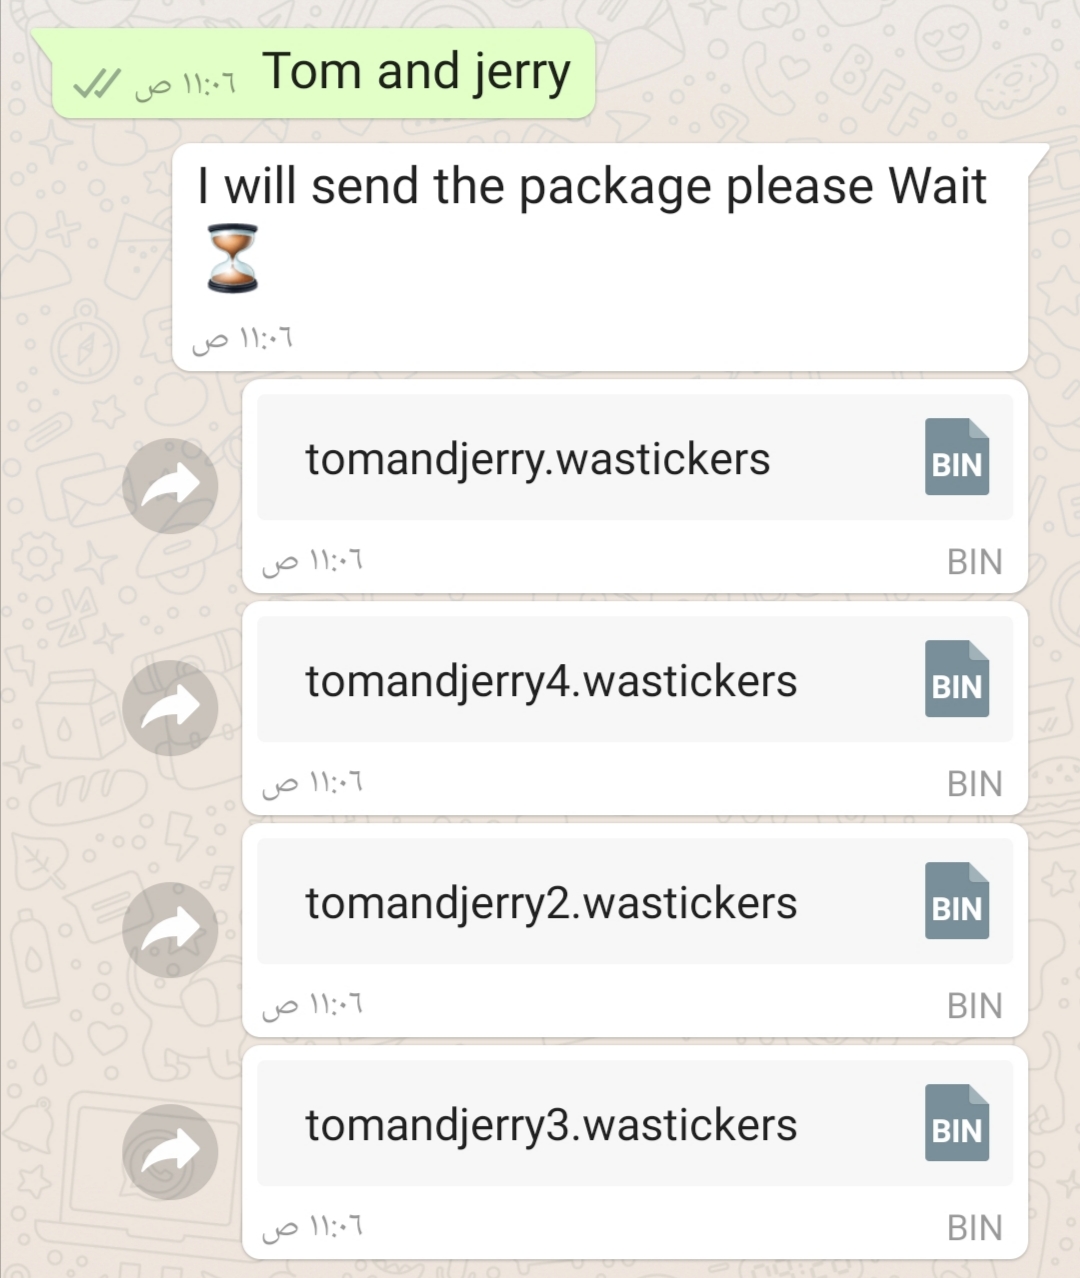 Tom and jerry
١١:٠٦ ص
I will send the package please Wait
⏳
١١:٠٦ ص
tomandjerry.wastickers
BIN
BIN
١١:٠٦ ص
tomandjerry4.wastickers
BIN
BIN
١١:٠٦ ص
tomandjerry2.wastickers
BIN
BIN
١١:٠٦ ص
tomandjerry3.wastickers
BIN
BIN
١١:٠٦ ص